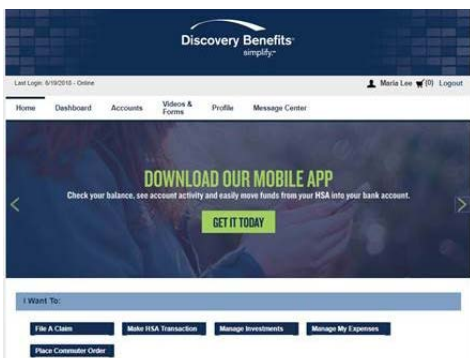 Discovery Benefits
simplify™
Last Login: 6/19/2018 - Online
Maria Lee (0) Logout
Home Dashboard Accounts Videos & Forms Profile Message Center
DOWNLOAD OUR MOBILE APP
Check your balance, see account activity and easily move funds from your HSA into your bank account.
GET IT TODAY
I Want To:
File A Claim Make HSA Transaction Manage Investments Manage My Expenses
Place Commuter Order